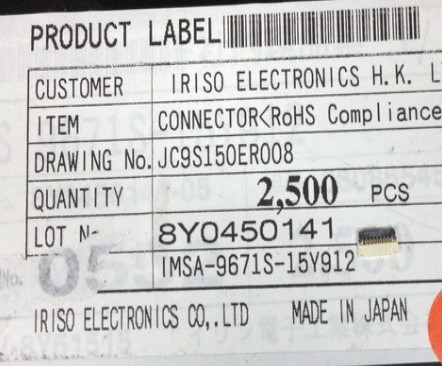 PRODUCT LABEL
CUSTOMER IRISO ELECTRONICS H.K.
ITEM CONNECTOR<RoHS Compliance
DRAWING No. JC9S150ER008
QUANTITY 2,500 PCS
LOT N- 8Y0450141
055
IMSA-9671S-15Y912
IRISO ELECTRONICS CO,.LTD MADE IN JAPAN